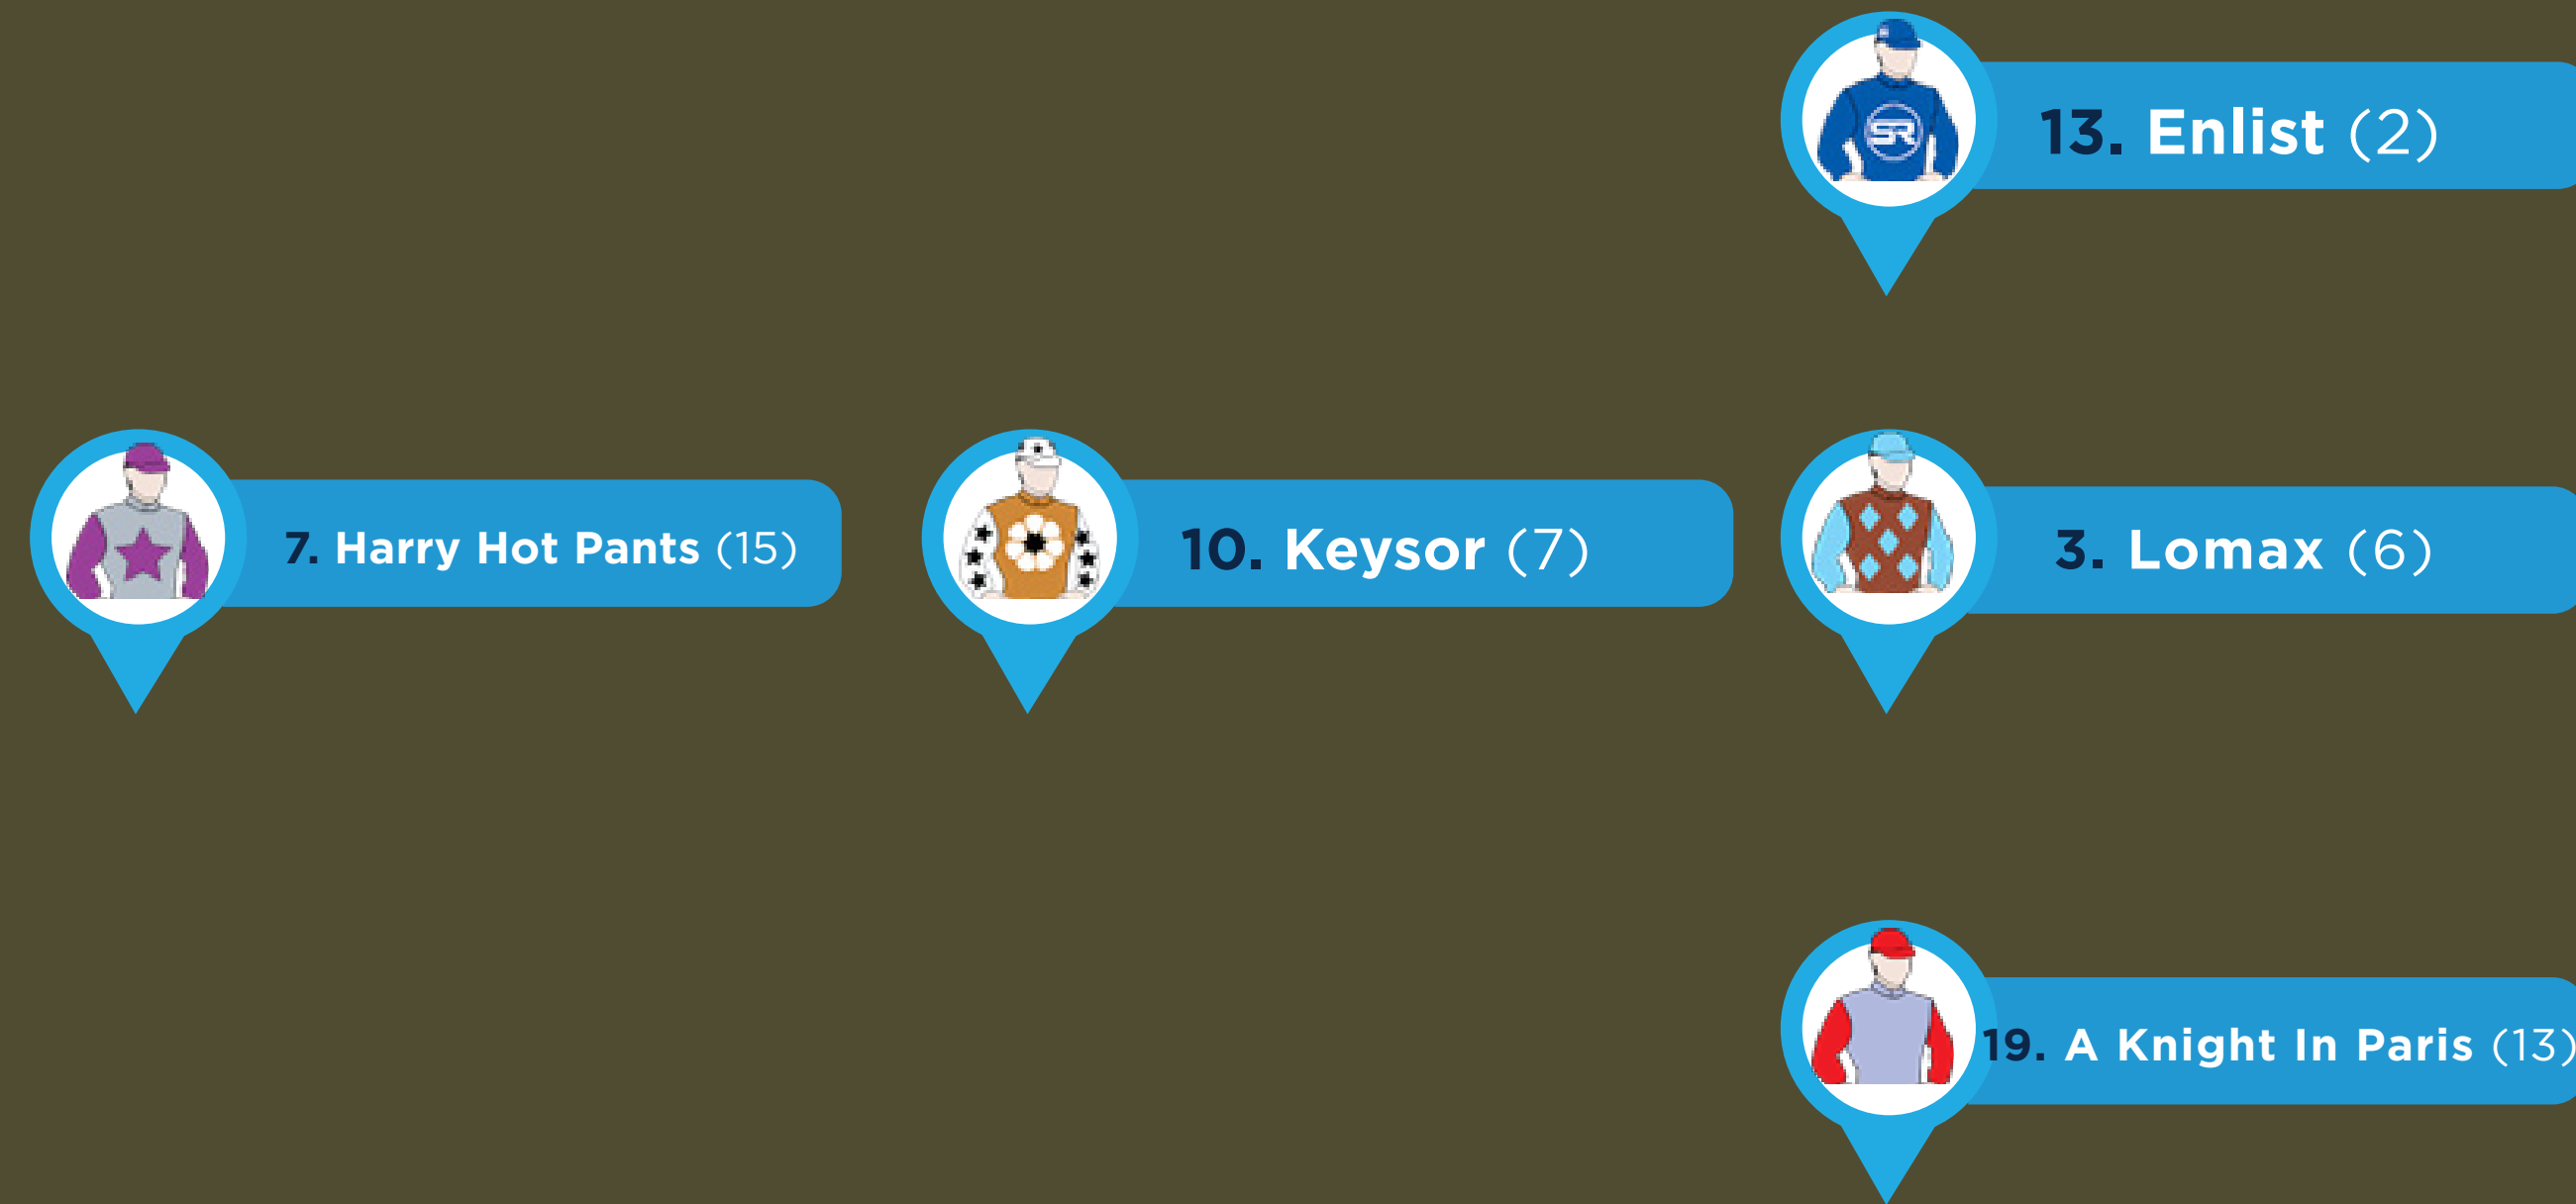 SR
13. Enlist (2)
7. Harry Hot Pants (15)
10. Keysor (7)
3. Lomax (6)
19. A Knight In Paris (13)